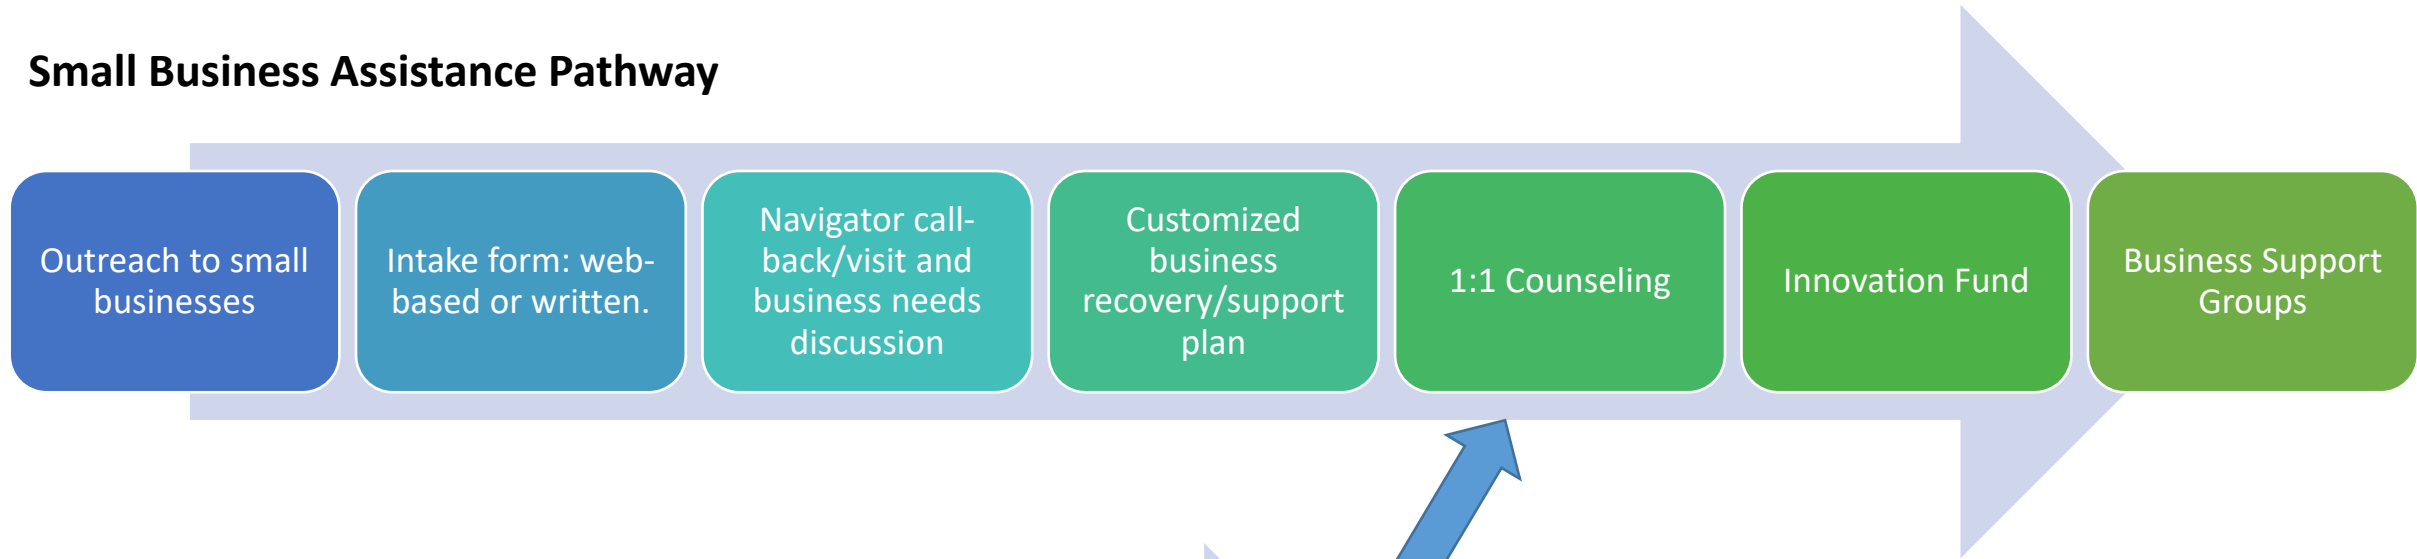 Small Business Assistance Pathway
Outreach to small
businesses
Intake form: web-
based or written.
Navigator call-
back/visit and
business needs
discussion
Customized
business
recovery/support
plan
1:1 Counseling
Innovation Fund
Business Support
Groups